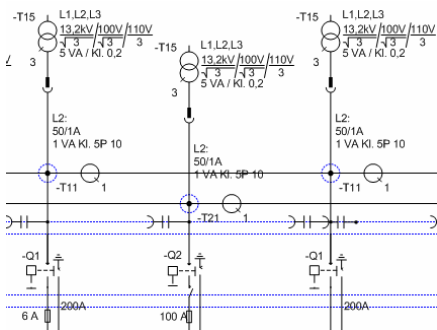 -T15
L1,L2,L3
13,2kV/100V/110V
√3 √3 3
5 VA / Kl. 0,2
3
-T15
L1,L2,L3
13,2kV/100V/110V
√3 √3 3
5 VA / Kl. 0,2
3
-T15
L1,L2,L3
13,2kV/100V/110V
√3 √3 3
5 VA / Kl. 0,2
3
L2:
50/1A
1 VA Kl. 5P 10
L2:
50/1A
1 VA Kl. 5P 10
L2:
50/1A
1 VA Kl. 5P 10
-T11
1
-T21
1
-T11
1
-Q1
-Q2
-Q1
200A
6 A
100 A
200A